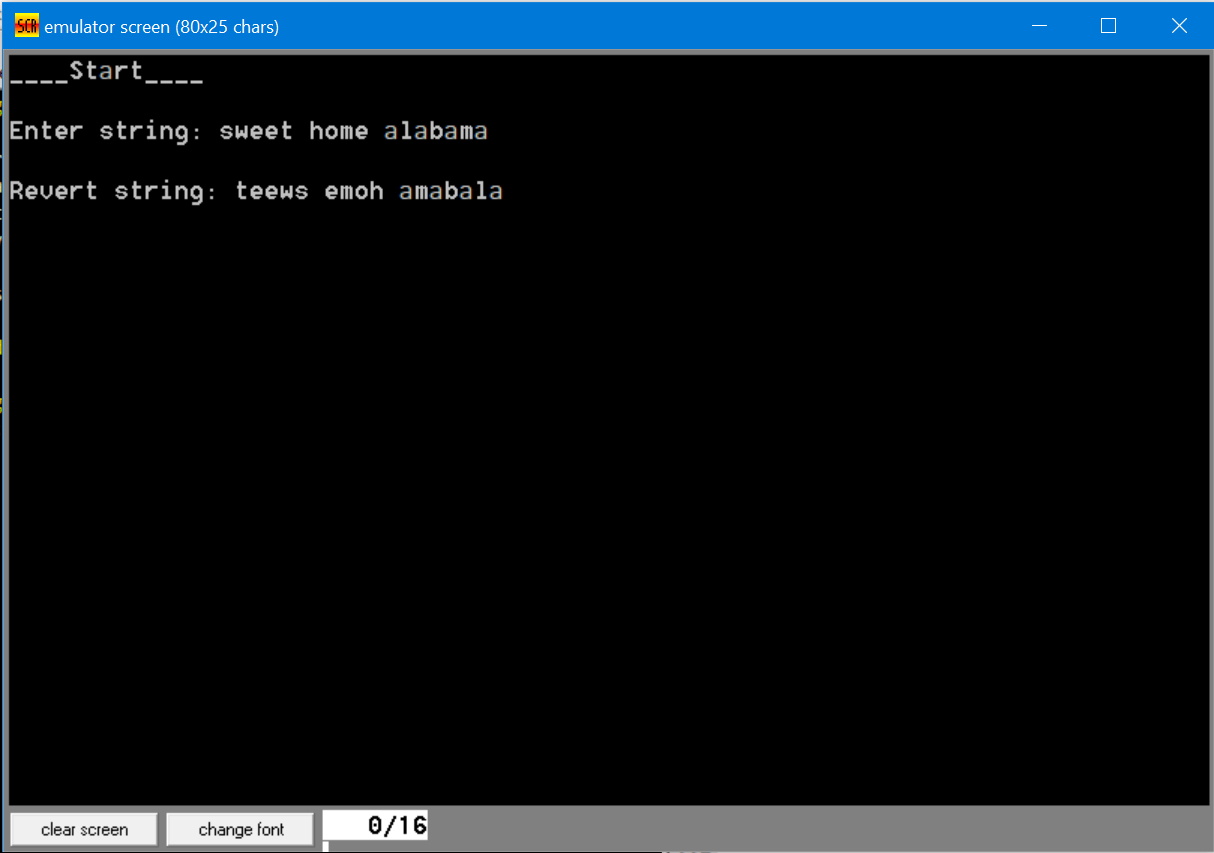 SCR emulator screen (80x25 chars)
____Start____
Enter string: sweet home alabama
Revert string: teews emoh amabala
clear screen change font 0/16